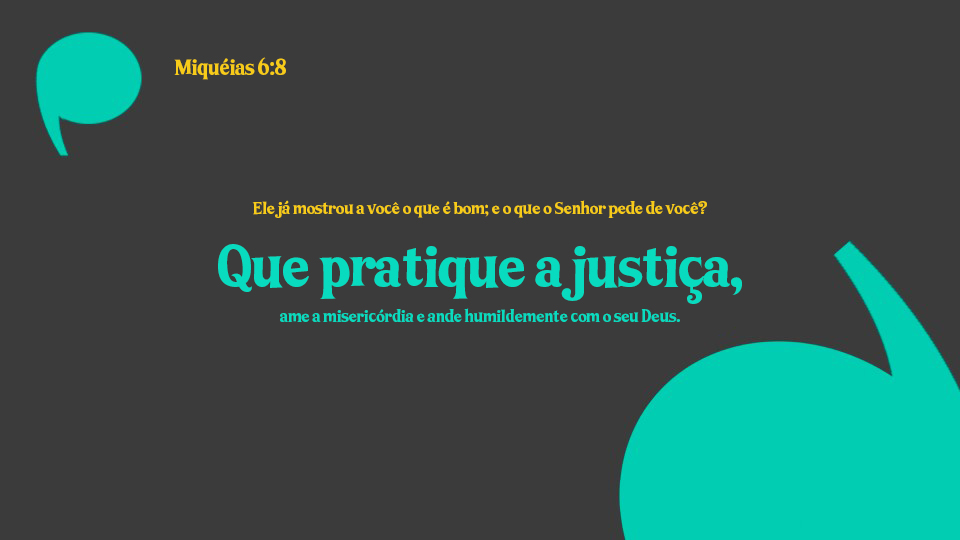 Miquéias 6:8
Ele já mostrou a você o que é bom; e o que o Senhor pede de você?
Que pratique a justiça,
ame a misericórdia e ande humildemente com o seu Deus.